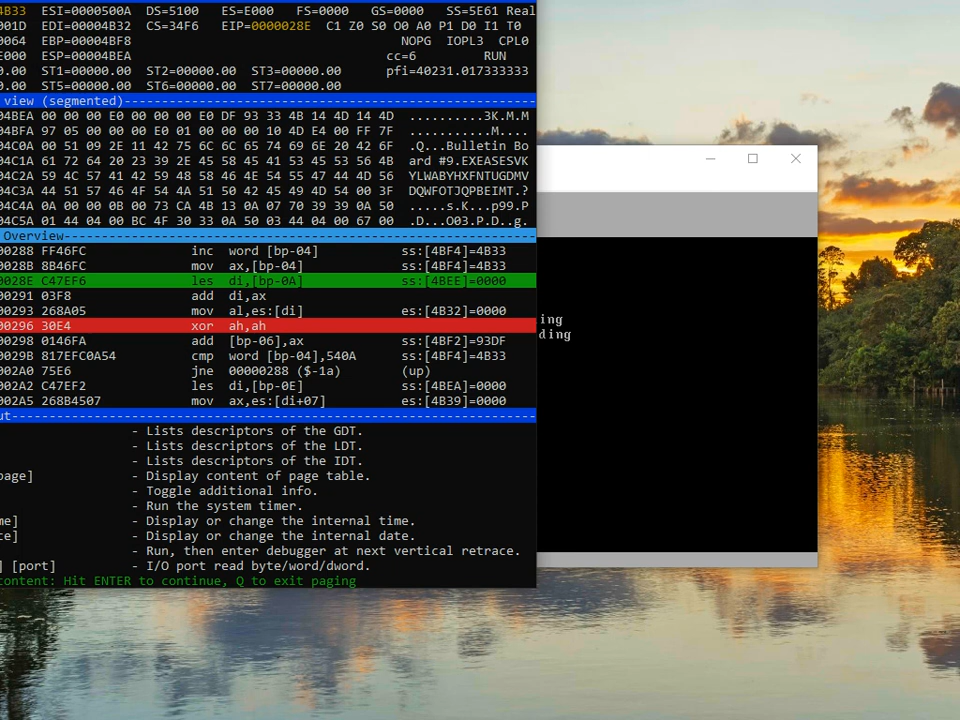 4B33 ESI=0000500A DS=5100 ES=E000 FS=0000 GS=0000 SS=5E61 Real
001D EDI=00004B32 CS=34F6 EIP=0000028E C1 Z0 S0 O0 A0 P1 D0 I1 T0
0064 EBP=00004BF8 NOPG IOPL3 CPL0
E000 ESP=00004BEA cc=6 RUN
0.00 ST1=00000.00 ST2=00000.00 ST3=00000.00 pfi=40231.017333333
0.00 ST5=00000.00 ST6=00000.00 ST7=00000.00
view (segmented)
04BEA 00 00 00 E0 00 00 00 E0 DF 93 33 4B 14 4D 14 4D ..........3K.M.M
04BFA 97 05 00 00 00 E0 01 00 00 00 10 4D E4 00 FF 7F ...........M....
04C0A 00 51 09 2E 11 42 75 6C 6C 65 74 69 6E 20 42 6F .Q...Bulletin Bo
04C1A 61 72 64 20 23 39 2E 45 58 45 41 53 45 53 56 4B ard #9.EXEASESVK
04C2A 59 4C 57 41 42 59 48 58 46 4E 54 55 47 44 4D 56 YLWABYHXFNTUGDMV
04C3A 44 51 57 46 4F 54 4A 51 50 42 45 49 4D 54 00 3F DQWFOTJQPBEIMT.?
04C4A 0A 00 00 0B 00 73 CA 4B 13 0A 07 70 39 39 0A 50 .....s.K...p99.P
04C5A 01 44 04 00 BC 4F 30 33 0A 50 03 44 04 00 67 00 .D...O03.P.D..g.
Overview
00288 FF46FC inc word [bp-04] ss:[4BF4]=4B33
0028B 8B46FC mov ax,[bp-04] ss:[4BF4]=4B33
0028E C47EF6 les di,[bp-0A] ss:[4BEE]=0000
00291 03F8 add di,ax
00293 268A05 mov al,es:[di] es:[4B32]=0000
00296 30E4 xor ah,ah
00298 0146FA add [bp-06],ax ss:[4BF2]=93DF
0029B 817EFC0A54 cmp word [bp-04],540A ss:[4BF4]=4B33
002A0 75E6 jne 00000288 ($-1a) (up)
002A2 C47EF2 les di,[bp-0E] ss:[4BEA]=0000
002A5 268B4507 mov ax,es:[di+07] es:[4B39]=0000
ut
- Lists descriptors of the GDT.
- Lists descriptors of the LDT.
- Lists descriptors of the IDT.
page] - Display content of page table.
- Toggle additional info.
- Run the system timer.
me] - Display or change the internal time.
te] - Display or change the internal date.
- Run, then enter debugger at next vertical retrace.
] [port] - I/O port read byte/word/dword.
content: Hit ENTER to continue, Q to exit paging
ing
ding